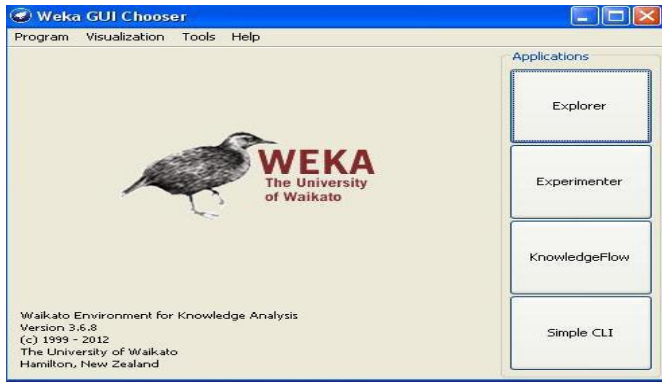 Weka GUI Chooser
Program Visualization Tools Help
Applications
Explorer
WEKA
The University
of Waikato
Experimenter
KnowledgeFlow
Simple CLI
Waikato Environment for Knowledge Analysis
Version 3.6.8
(c) 1999 - 2012
The University of Waikato
Hamilton, New Zealand